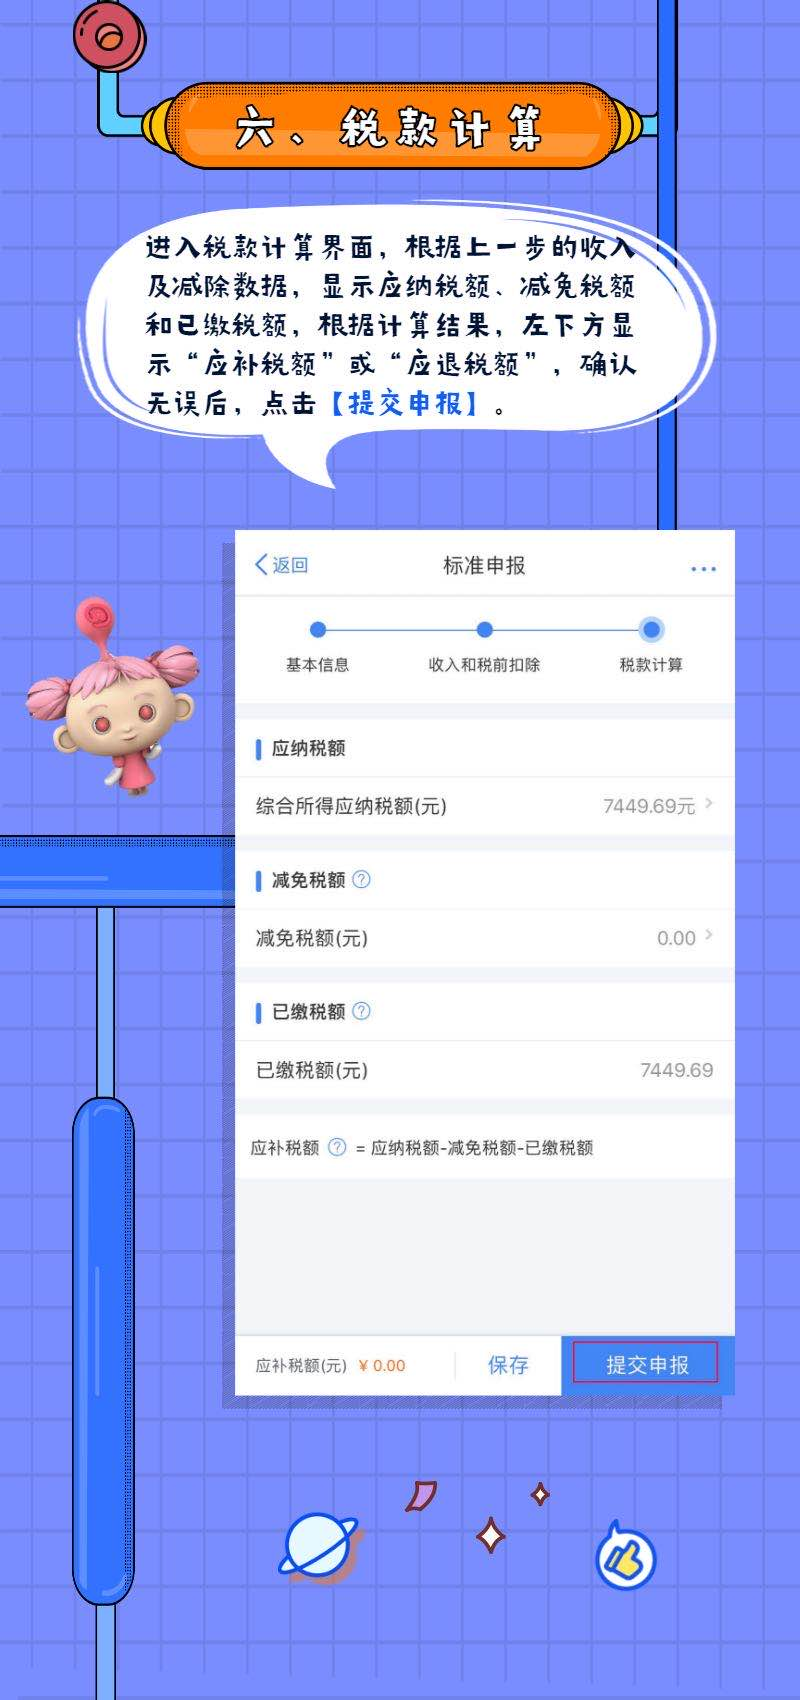 六、税款计算
进入税款计算界面，根据上一步的收入
及减除数据，显示应纳税额、减免税额
和已缴税额，根据计算结果，左下方显
示“应补税额”或“应退税额”，确认
无误后，点击【提交申报】。
返回 标准申报 ...
基本信息 收入和税前扣除 税款计算
应纳税额
综合所得应纳税额(元) 7449.69元
减免税额 ?
减免税额(元) 0.00
已缴税额 ?
已缴税额(元) 7449.69
应补税额 ? = 应纳税额-减免税额-已缴税额
应补税额(元) ¥ 0.00 保存 提交申报